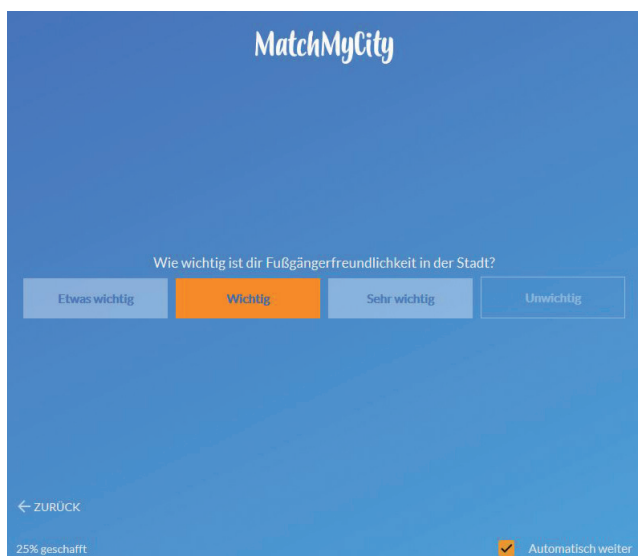 MatchMyCity
Wie wichtig ist dir Fußgängerfreundlichkeit in der Stadt?
Etwas wichtig
Wichtig
Sehr wichtig
Unwichtig
← ZURÜCK
25% geschafft
Automatisch weiter